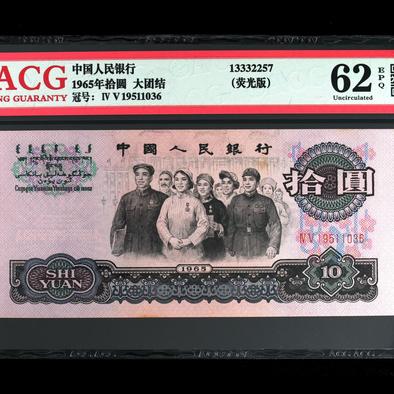 ACG
NG GUARANTY
中国人民银行
1965年拾圆 大团结
冠号: IV V 19511036
13332257
(荧光版)
62
EPQ
Uncirculated
中國人民銀行
拾圓
IV V 19511036
SHI
YUAN
1965
10